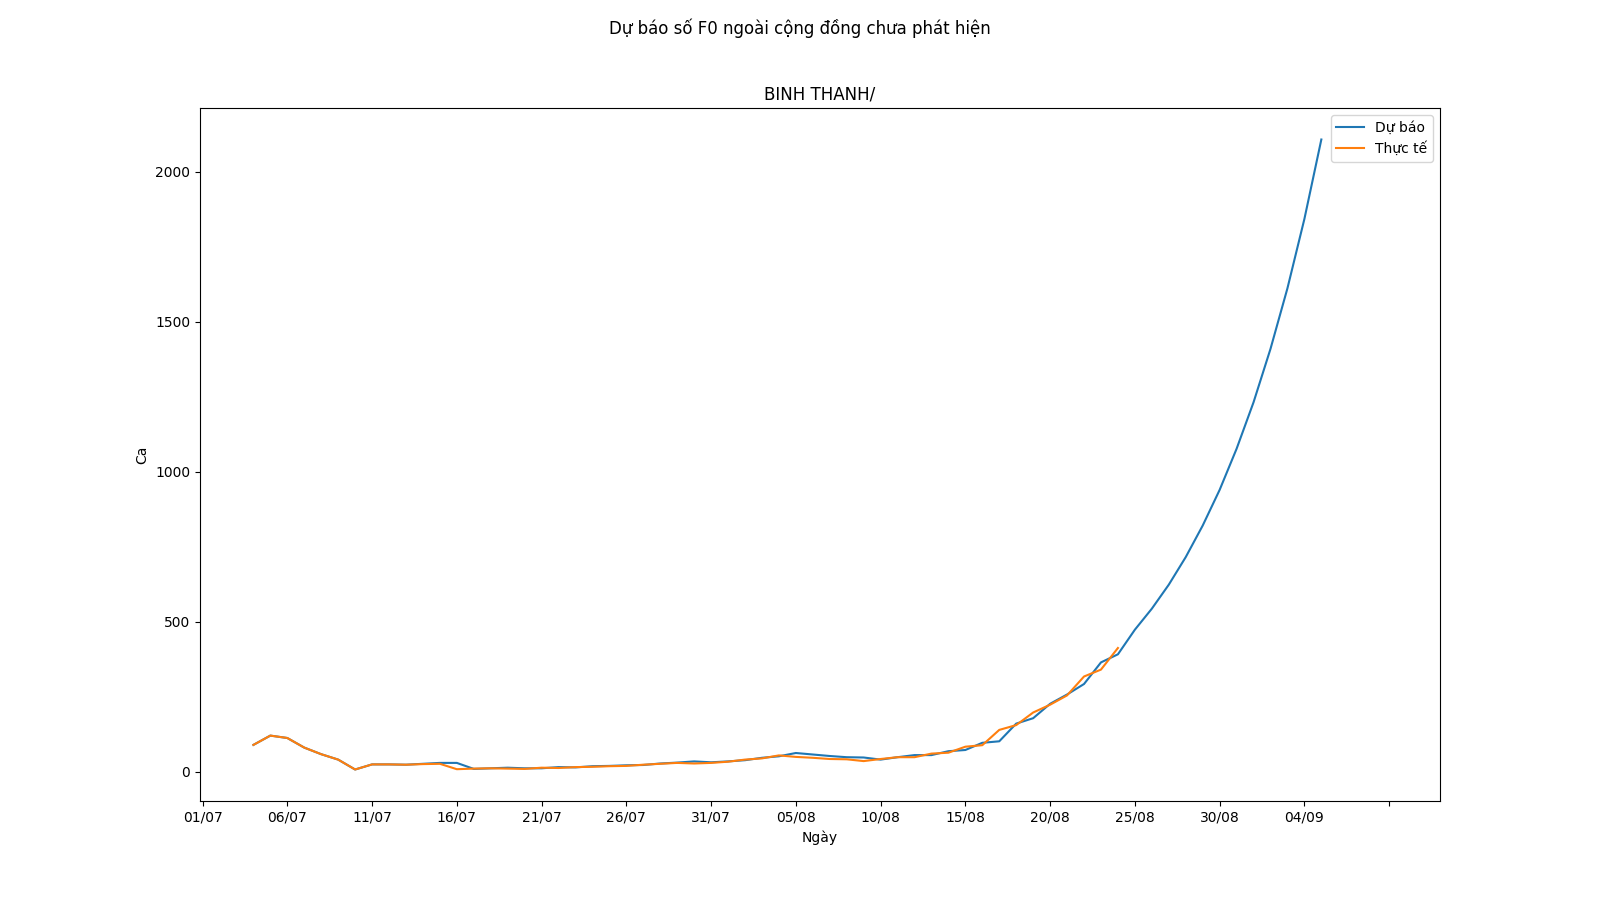 Dự báo số F0 ngoài cộng đồng chưa phát hiện
BINH THANH/
Dự báo
Thực tế
2000
1500
1000
500
0
Ca
01/07 06/07 11/07 16/07 21/07 26/07 31/07 05/08 10/08 15/08 20/08 25/08 30/08 04/09
Ngày